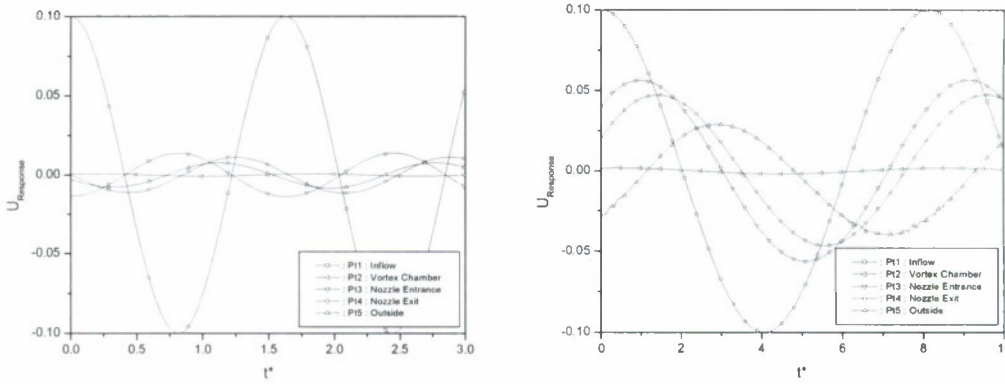 0.10
0.05
0.00
-0.05
-0.10
U Response
0.0 0.5 1.0 1.5 2.0 2.5 3.0
t*
: Pt1 : Inflow
: Pt2 : Vortex Chamber
: Pt3 : Nozzle Entrance
: Pt4 : Nozzle Exit
: Pt5 : Outside
0.10
0.05
0.00
-0.05
-0.10
U Response
0 2 4 6 8
t*
: Pt1 : Inflow
: Pt2 : Vortex Chamber
: Pt3 : Nozzle Entrance
: Pt4 : Nozzle Exit
: Pt5 : Outside